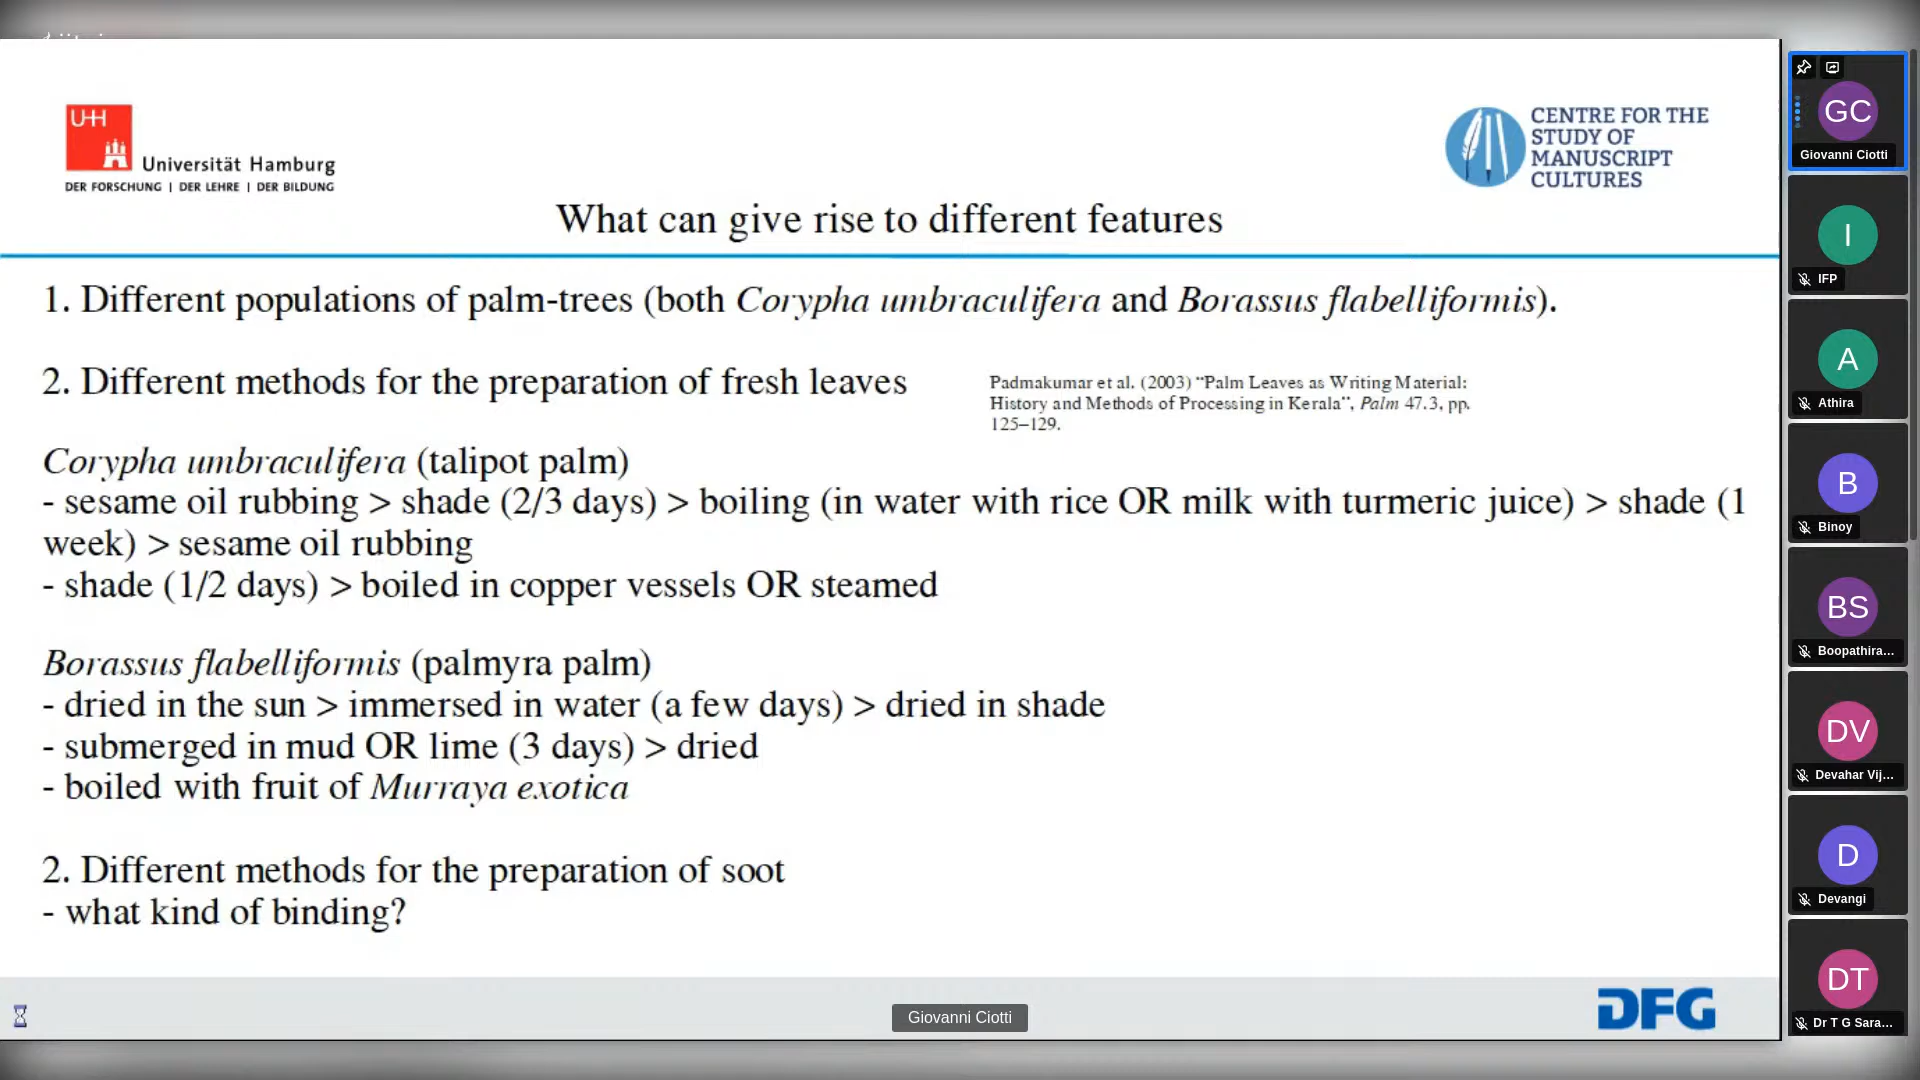 UHH
Universität Hamburg
DER FORSCHUNG | DER LEHRE | DER BILDUNG
CENTRE FOR THE
STUDY OF
MANUSCRIPT
CULTURES
What can give rise to different features
1. Different populations of palm-trees (both Corypha umbraculifera and Borassus flabelliformis).
2. Different methods for the preparation of fresh leaves
Padmakumar et al. (2003) “Palm Leaves as Writing Material:
History and Methods of Processing in Kerala”, Palm 47.3, pp.
125–129.
Corypha umbraculifera (talipot palm)
- sesame oil rubbing > shade (2/3 days) > boiling (in water with rice OR milk with turmeric juice) > shade (1
week) > sesame oil rubbing
- shade (1/2 days) > boiled in copper vessels OR steamed
Borassus flabelliformis (palmyra palm)
- dried in the sun > immersed in water (a few days) > dried in shade
- submerged in mud OR lime (3 days) > dried
- boiled with fruit of Murraya exotica
2. Different methods for the preparation of soot
- what kind of binding?
DFG
Giovanni Ciotti
GC
Giovanni Ciotti
I
IFP
A
Athira
B
Binoy
BS
Boopathira...
DV
Devahar Vij...
D
Devangi
DT
Dr T G Sara...